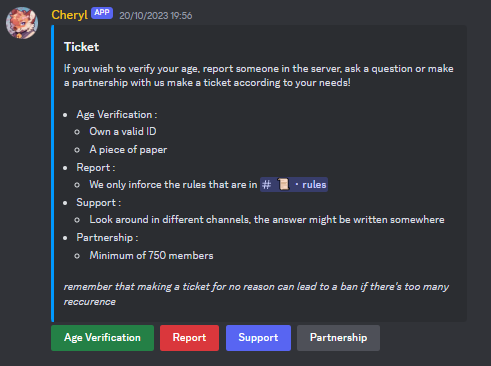 Cheryl APP 20/10/2023 19:56
Ticket
If you wish to verify your age, report someone in the server, ask a question or make
a partnership with us make a ticket according to your needs!
• Age Verification :
◦ Own a valid ID
◦ A piece of paper
• Report :
◦ We only inforce the rules that are in # 📜・rules
• Support :
◦ Look around in different channels, the answer might be written somewhere
• Partnership :
◦ Minimum of 750 members
remember that making a ticket for no reason can lead to a ban if there's too many
reccurence
Age Verification Report Support Partnership